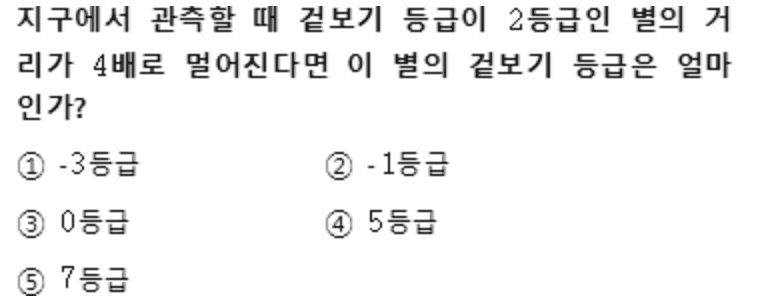 지구에서 관측할 때 겉보기 등급이 2등급인 별의 거
리가 4배로 멀어진다면 이 별의 겉보기 등급은 얼마
인가?
① -3등급 ② -1등급
③ 0등급 ④ 5등급
⑤ 7등급